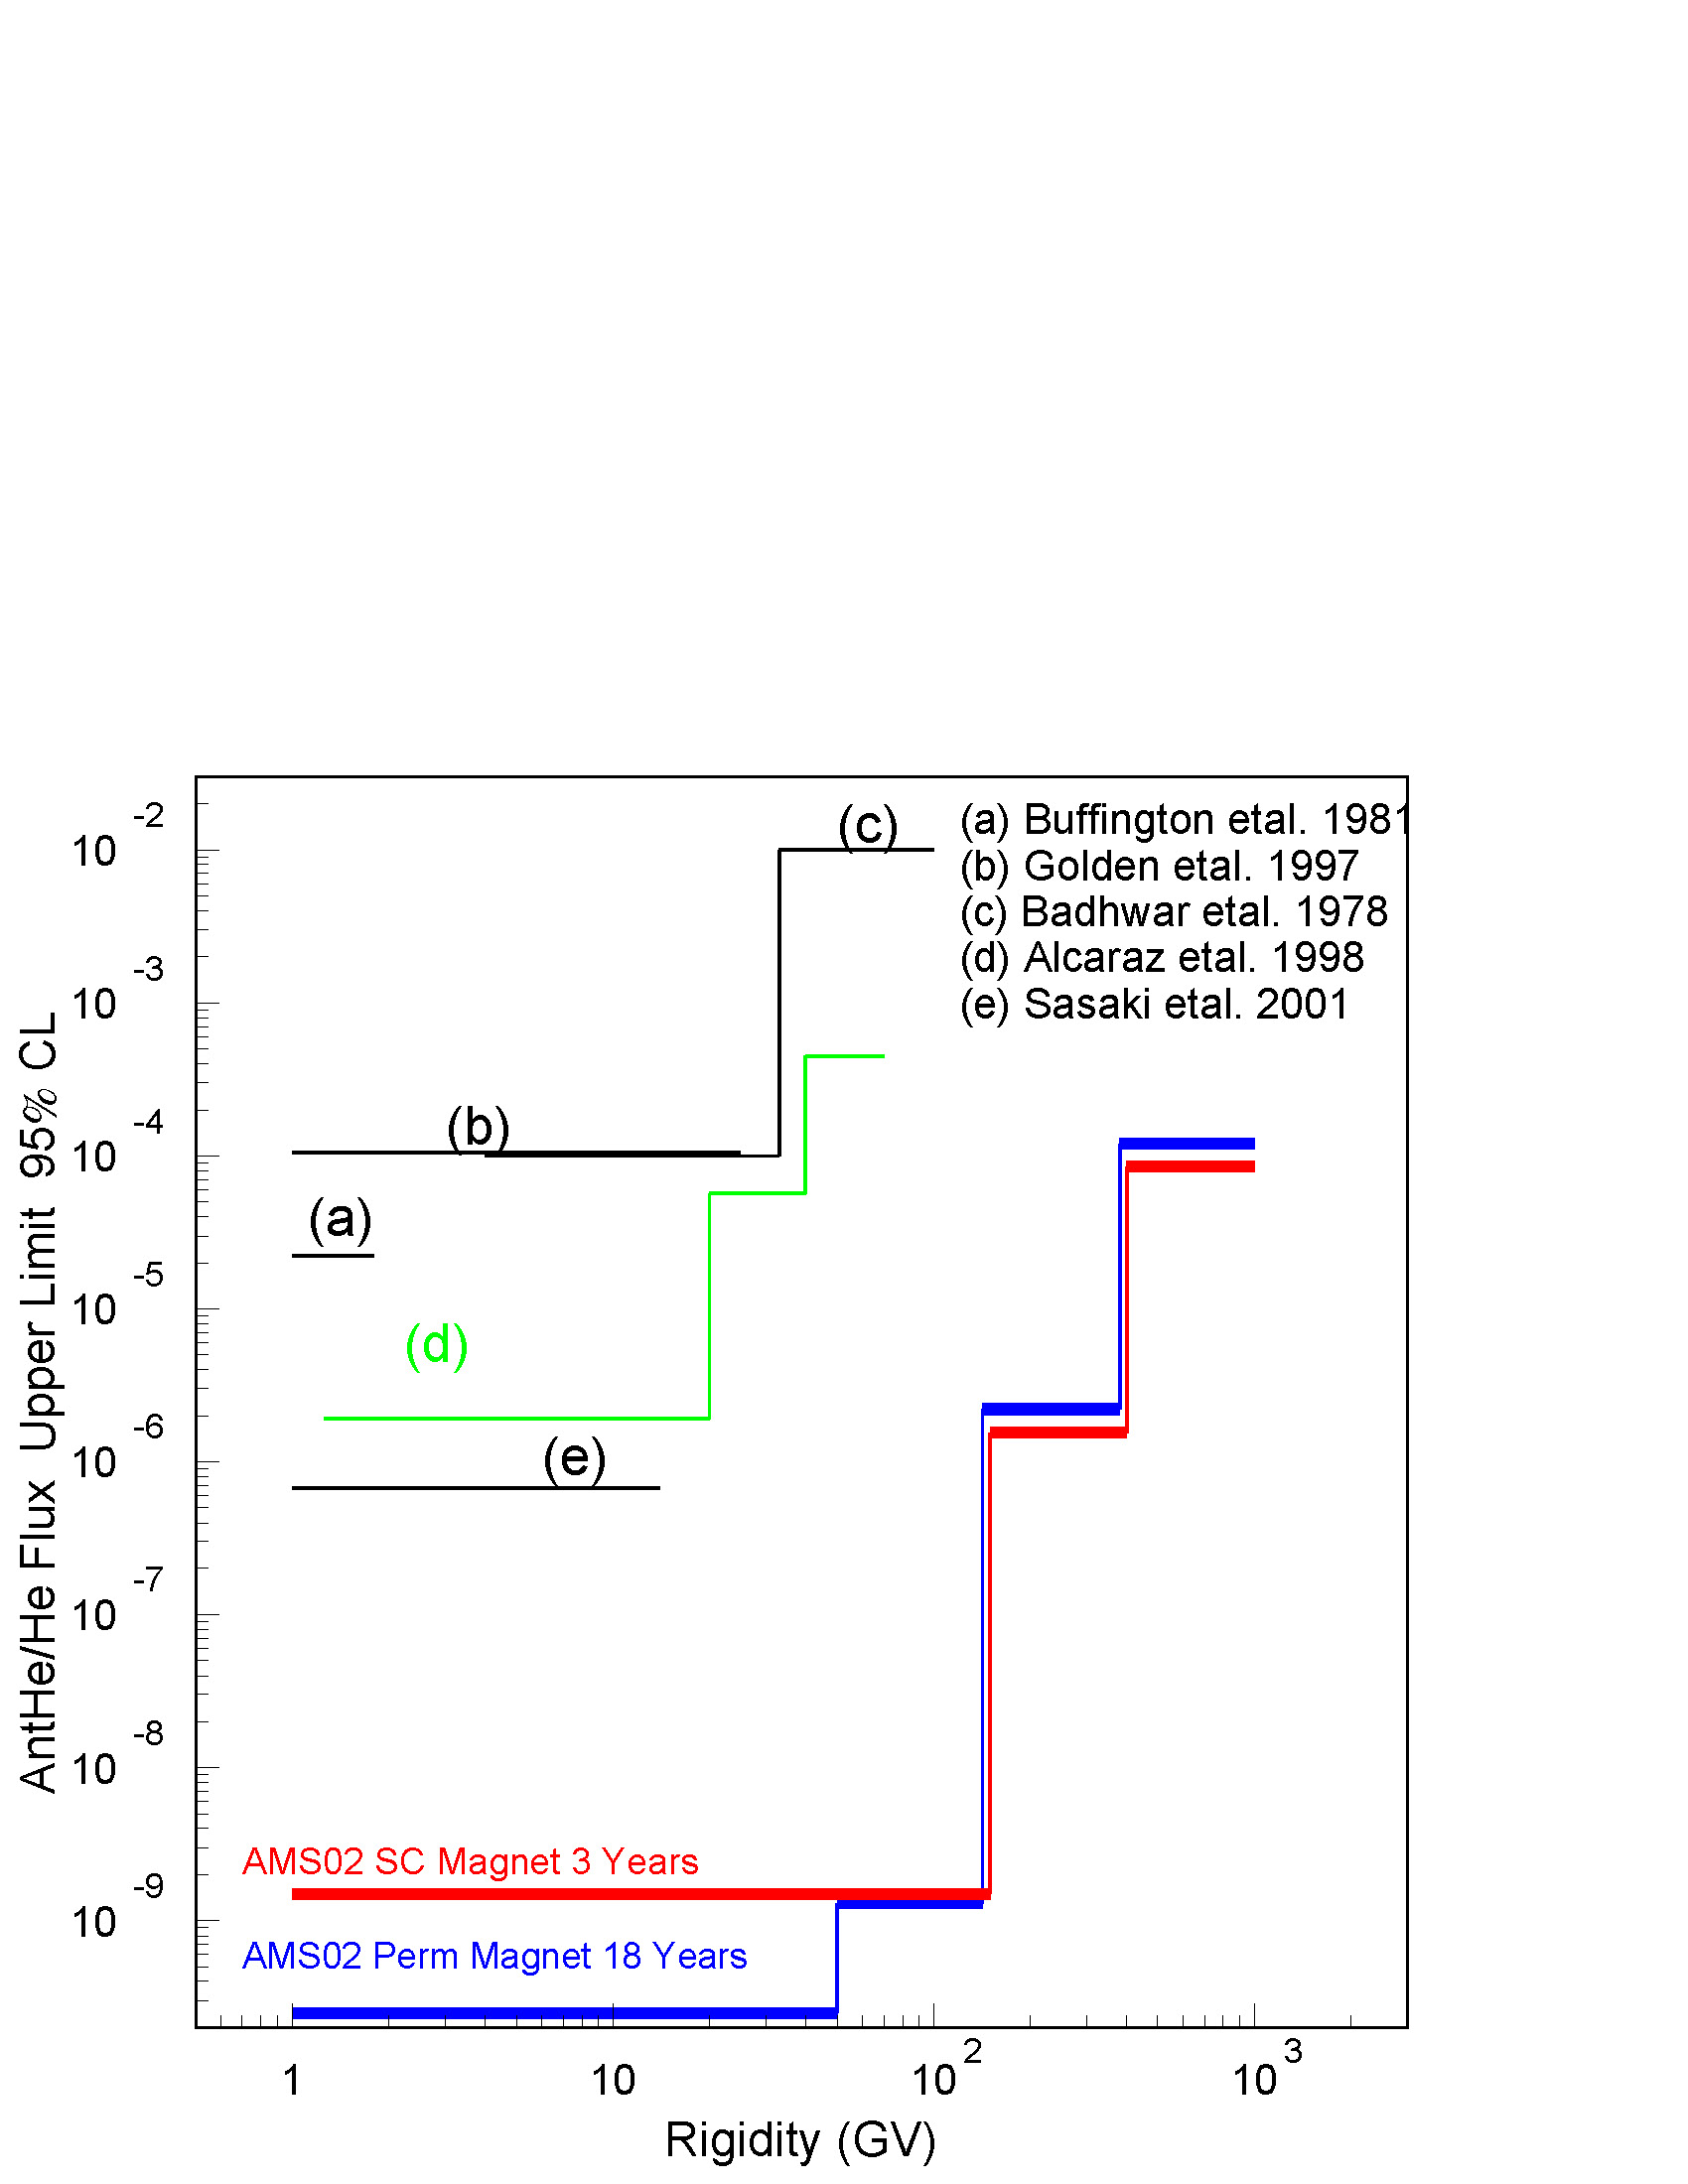 (c)
(a) Buffington etal. 1981
(b) Golden etal. 1997
(c) Badhwar etal. 1978
(d) Alcaraz etal. 1998
(e) Sasaki etal. 2001
(b)
(a)
(d)
(e)
AMS02 SC Magnet 3 Years
AMS02 Perm Magnet 18 Years
10 -2
10 -3
10 -4
10 -5
10 -6
10 -7
10 -8
10 -9
AntHe/He Flux Upper Limit 95% CL
1 10 10 2 10 3
Rigidity (GV)